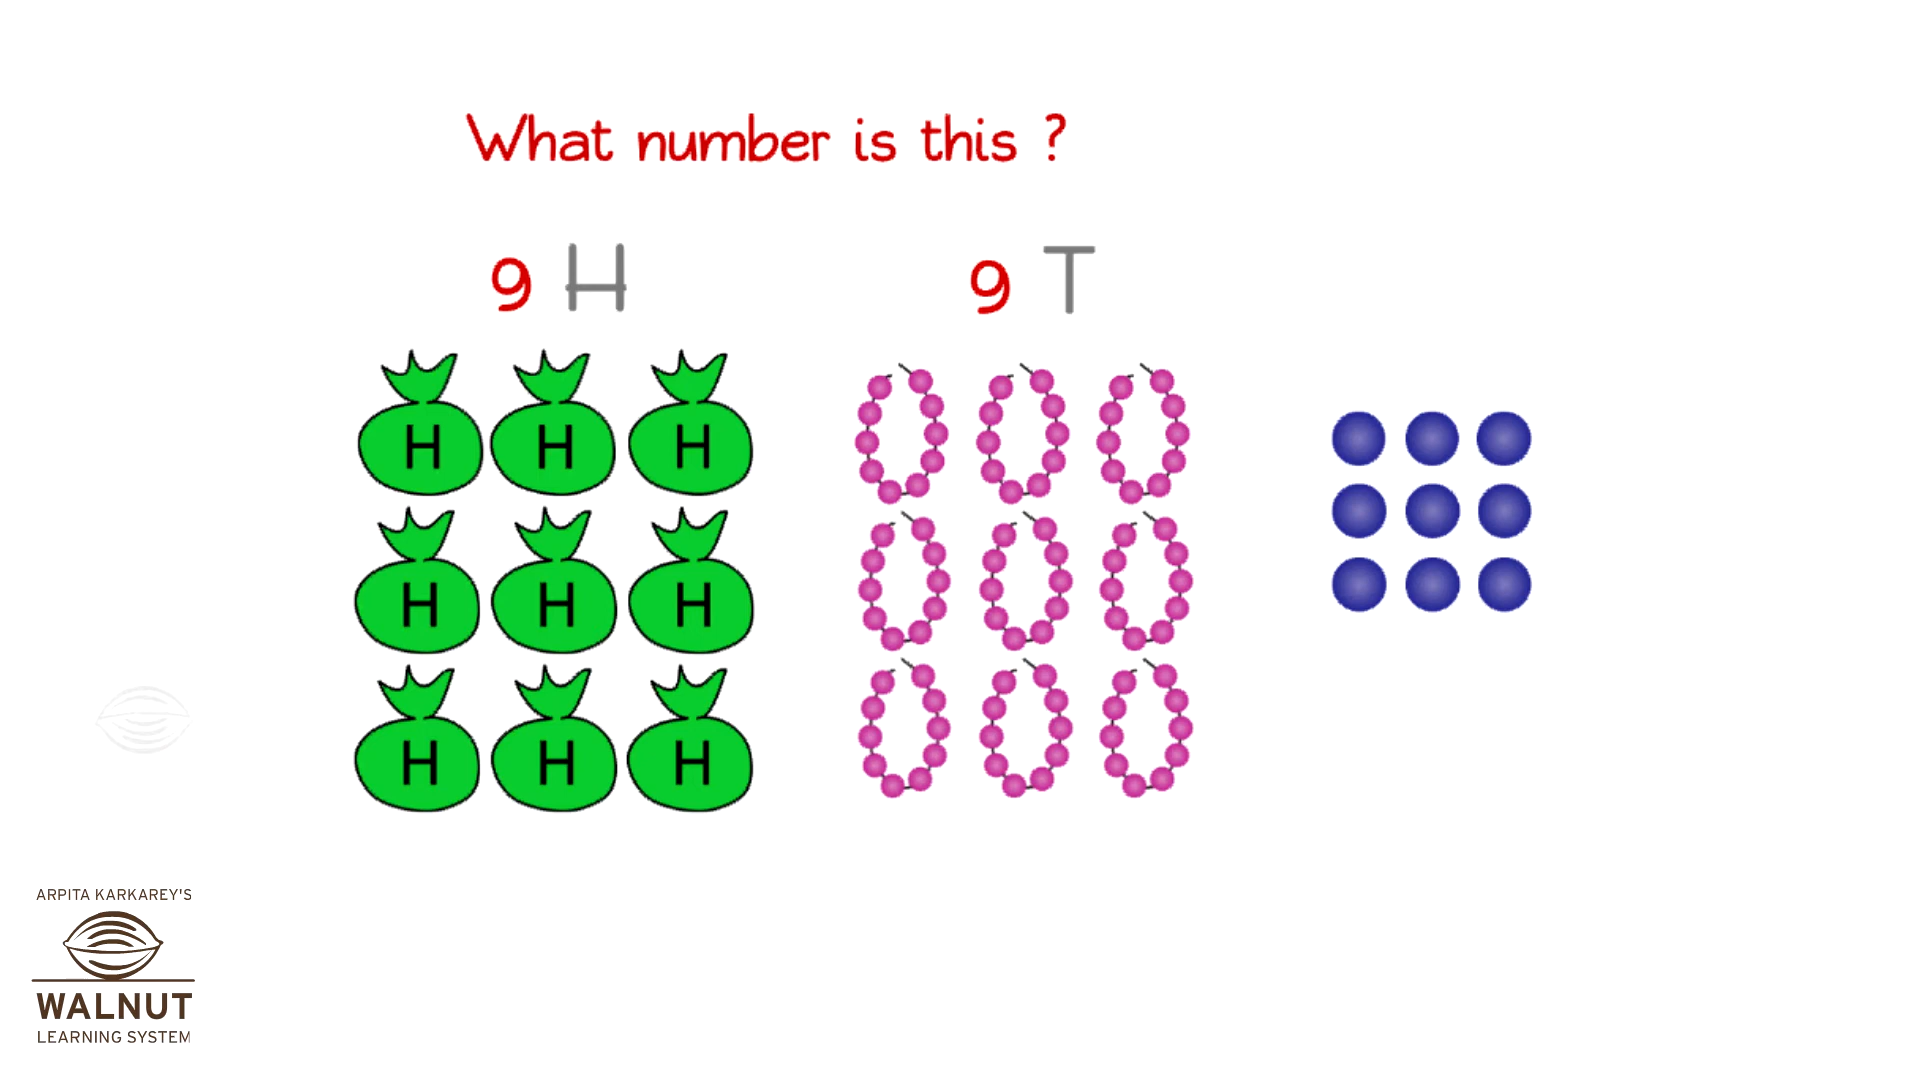 What number is this ?
9 H 9 T
H H H
H H H
H H H
ARPITA KARKAREY'S
WALNUT
LEARNING SYSTEM